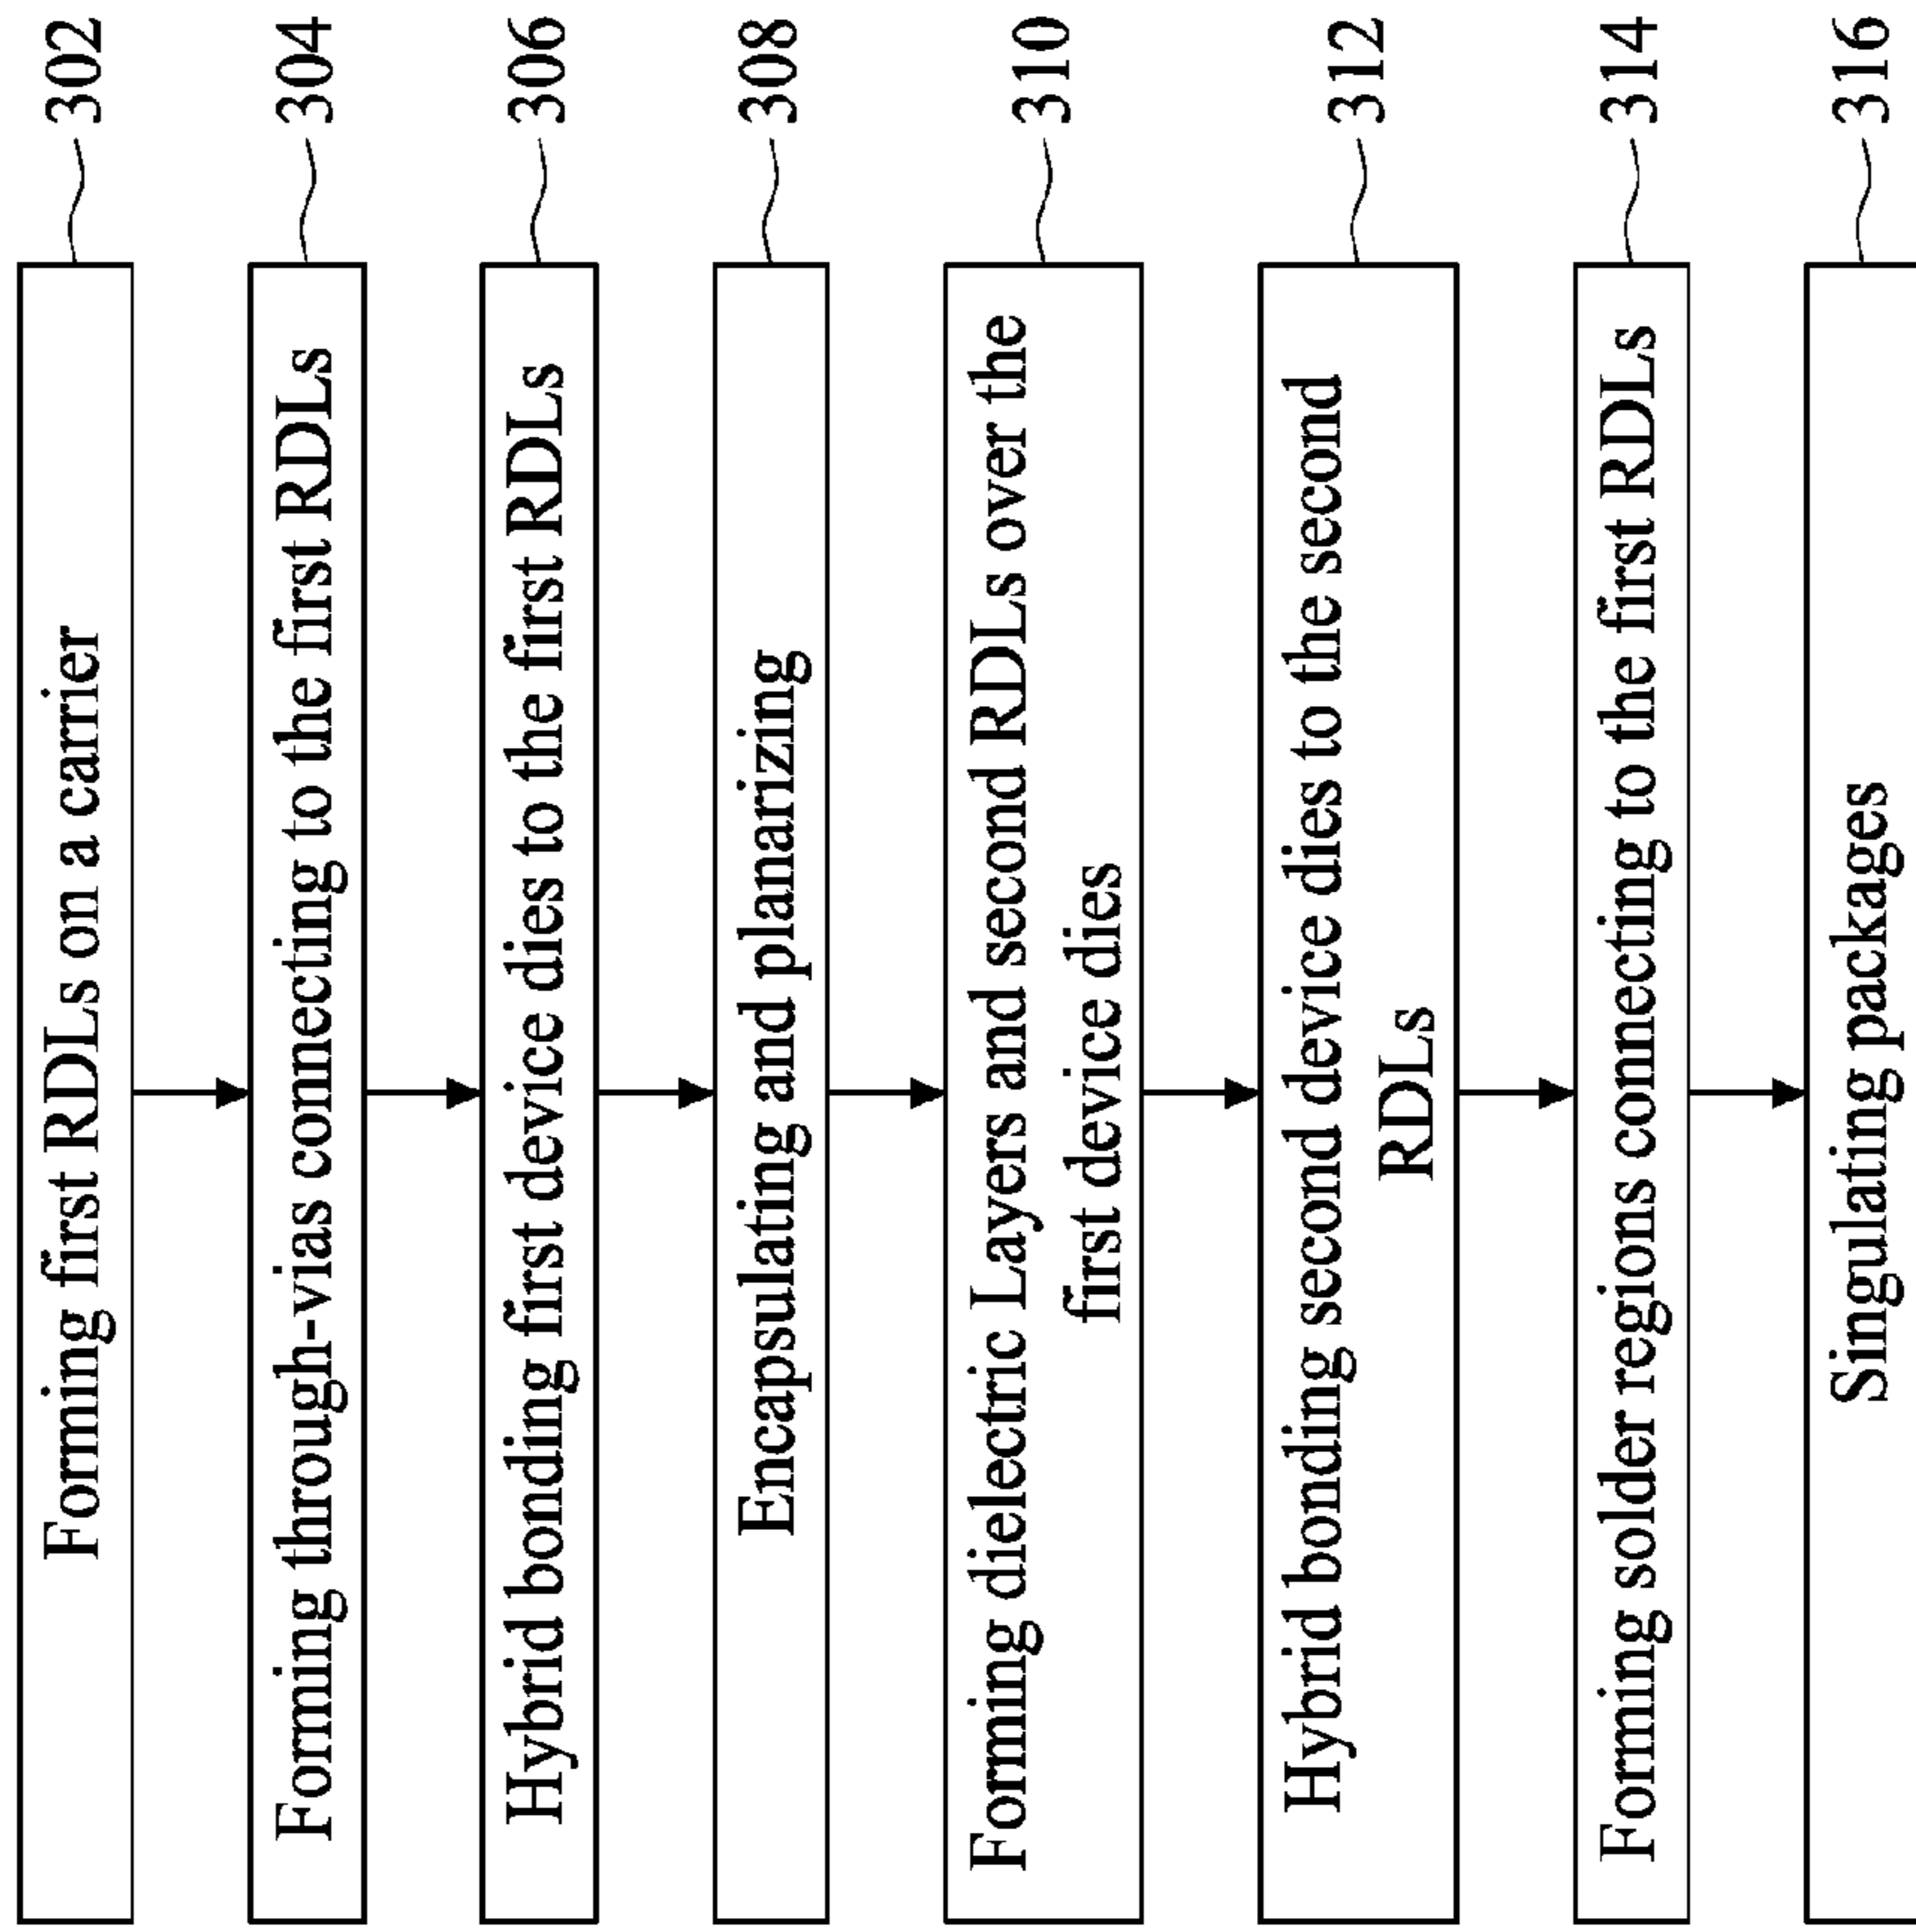 Forming first RDLs on a carrier
302
Forming through-vias connecting to the first RDLs
304
Hybrid bonding first device dies to the first RDLs
306
Encapsulating and planarizing
308
Forming dielectric Layers and second RDLs over the
first device dies
310
Hybrid bonding second device dies to the second
RDLs
312
Forming solder regions connecting to the first RDLs
314
Singulating packages
316